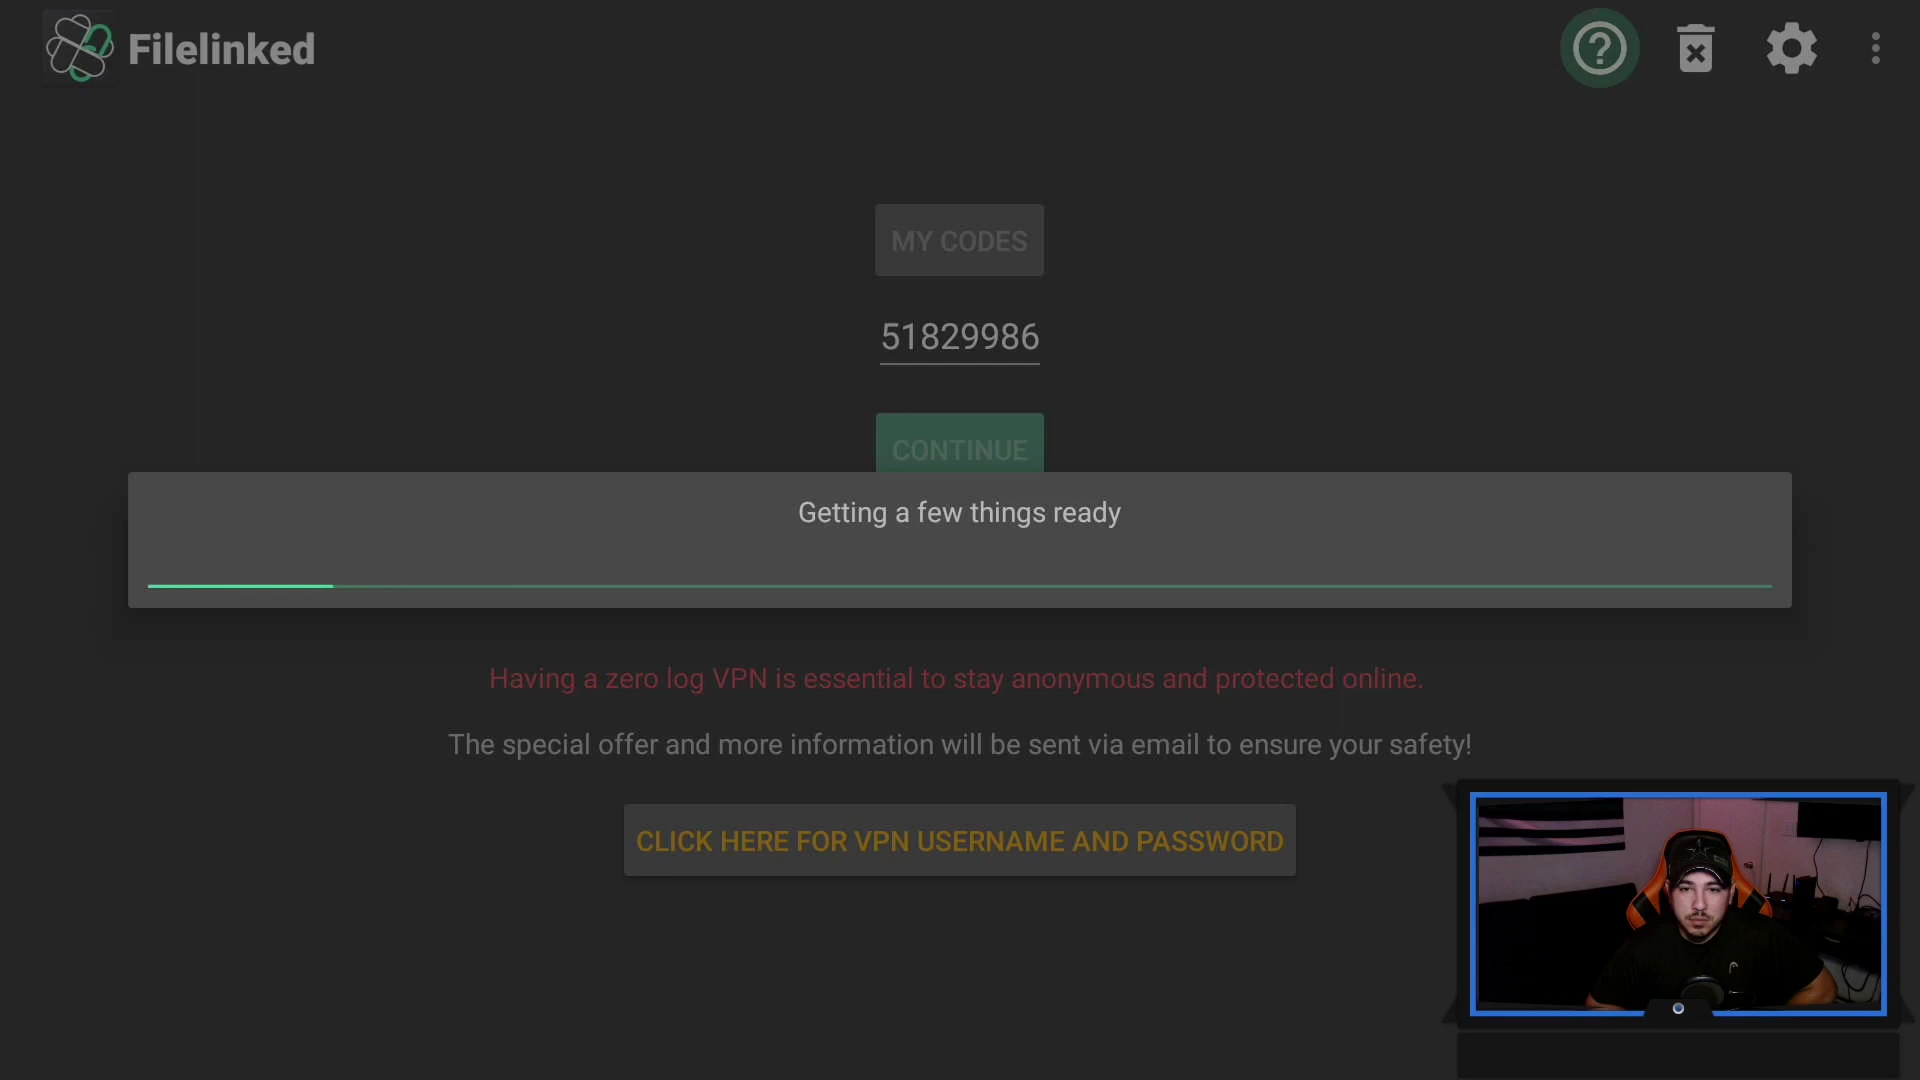 Filelinked
MY CODES
51829986
CONTINUE
Getting a few things ready
Having a zero log VPN is essential to stay anonymous and protected online.
The special offer and more information will be sent via email to ensure your safety!
CLICK HERE FOR VPN USERNAME AND PASSWORD